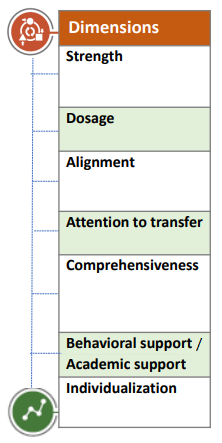 Dimensions
Strength
Dosage
Alignment
Attention to transfer
Comprehensiveness
Behavioral support /
Academic support
Individualization